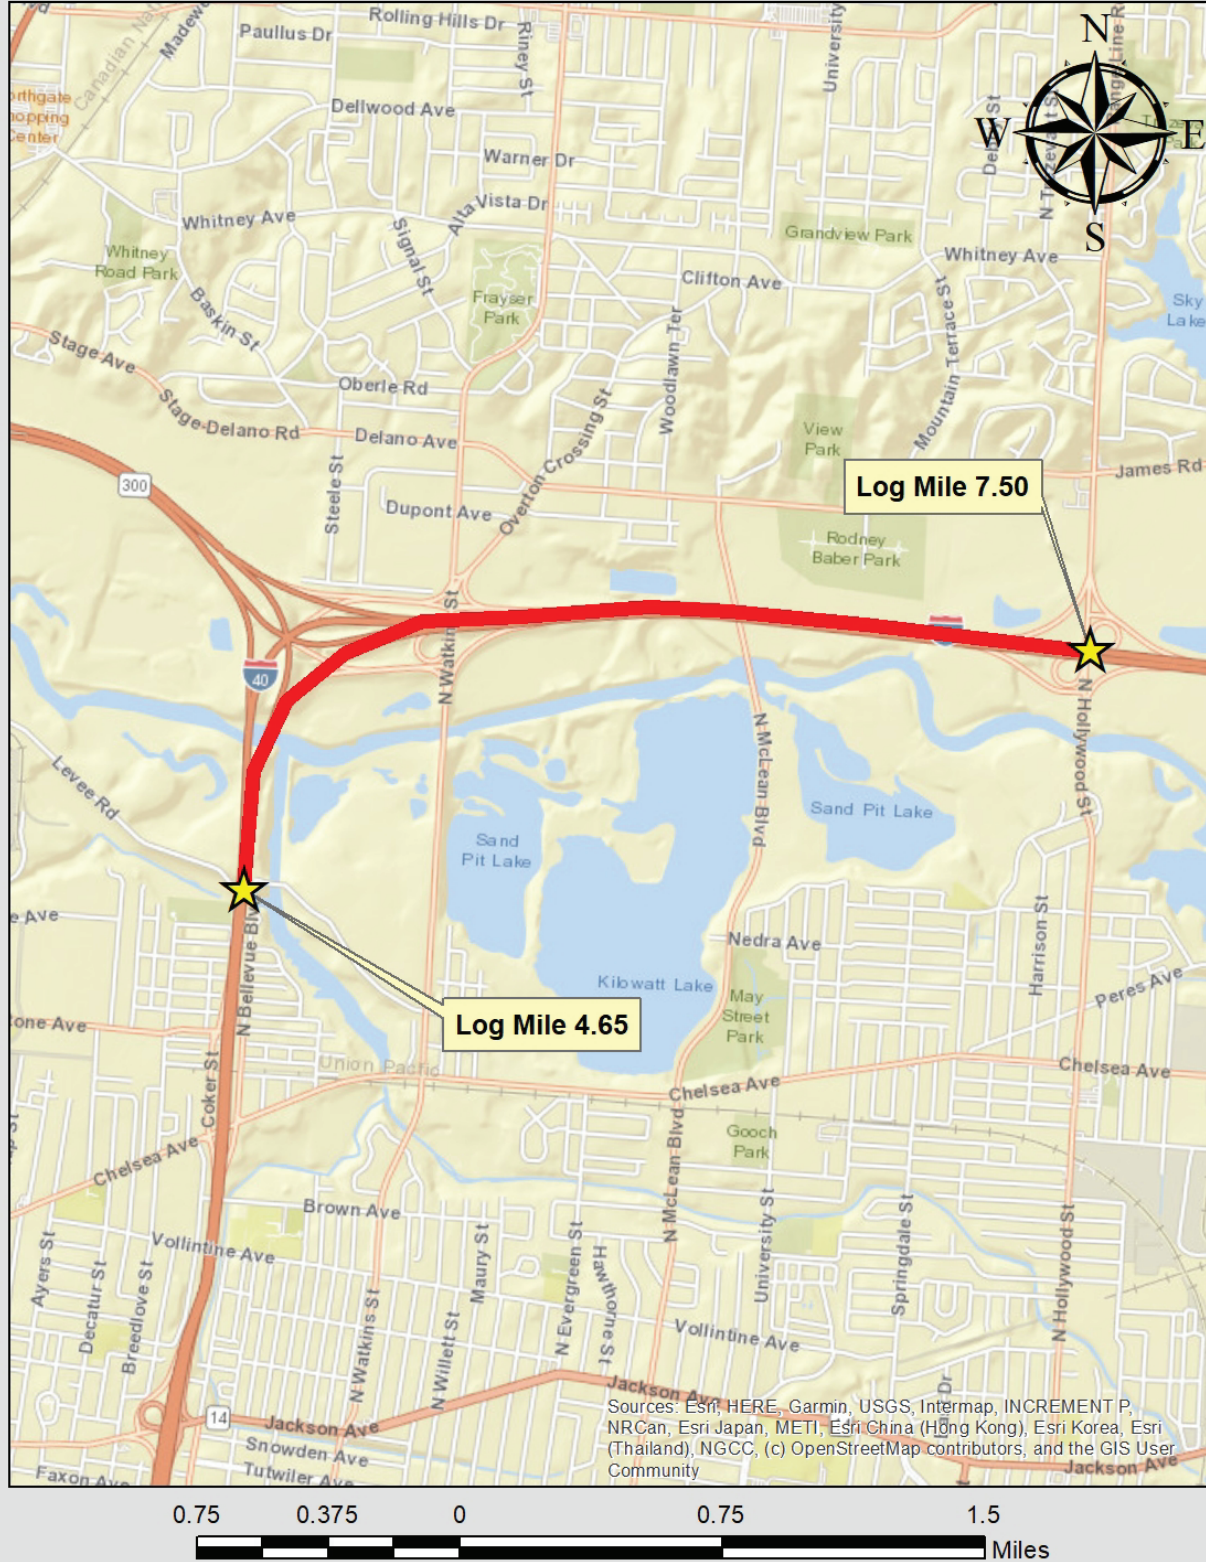 Rolling Hills Dr
Paullus Dr
Riney St
University
N
Canadian
Dellwood Ave
W
E
Warner Dr
S
Alta Vista Dr
Whitney Ave
Signal St
Grandview Park
Whitney Ave
Whitney
Road Park
Clifton Ave
Baskin St
Frayser
Park
Sky
Lake
Woodlawn Ter
Mountain Terrace St
Stage Ave
Oberle Rd
Stage-Delano Rd
Delano Ave
Overton Crossing St
View
Park
James Rd
300
Steele St
Log Mile 7.50
Dupont Ave
Rodney
Baber Park
N Watkins St
40
N Hollywood St
N McLean Blvd
Levee Rd
Sand
Pit Lake
Sand Pit Lake
e Ave
N Bellevue Blv
Nedra Ave
Harrison St
Kilowatt Lake
Peres Ave
May
Street
Park
Log Mile 4.65
tone Ave
Union Pacific
Coker St
Chelsea Ave
Chelsea Ave
Chelsea Ave
N McLean Blvd
Gooch
Park
Brown Ave
Vollintine Ave
Ayers St
Decatur St
Breedlove St
N Watkins St
N Willett St
Maury St
N Evergreen St
Hawthorne St
University St
Springdale St
N Hollywood St
Vollintine Ave
Jackson Ave
14
Jackson Ave
Snowden Ave
Tutwiler Ave
Faxon Ave
Jackson Ave
Sources: Esri, HERE, Garmin, USGS, Intermap, INCREMENT P,
NRCan, Esri Japan, METI, Esri China (Hong Kong), Esri Korea, Esri
(Thailand), NGCC, (c) OpenStreetMap contributors, and the GIS User
Community
0.75 0.375 0 0.75 1.5
Miles